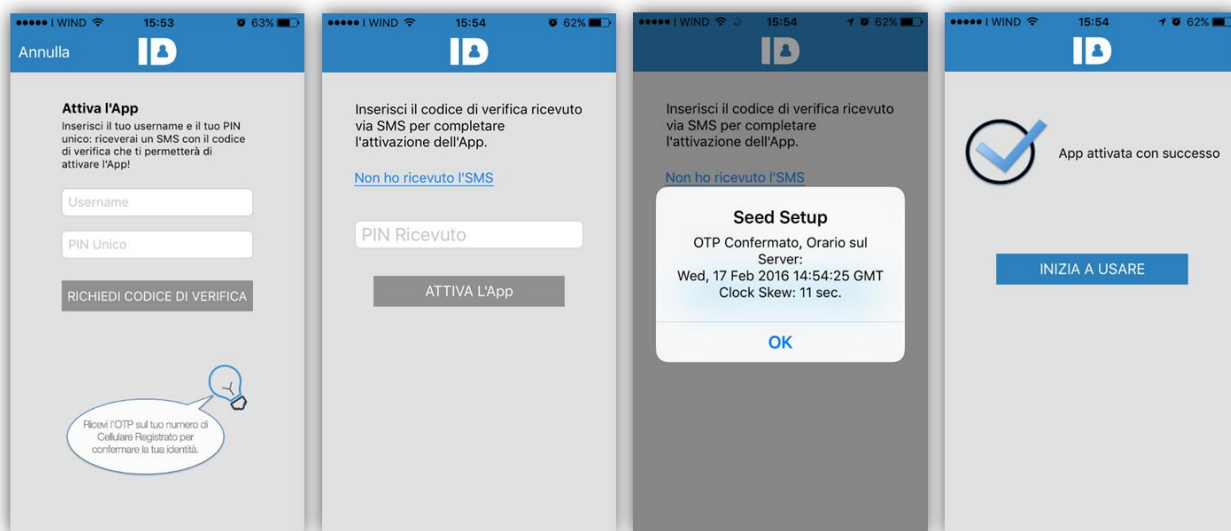 WIND 15:53 63%
Annulla
ID
Attiva l'App
Inserisci il tuo username e il tuo PIN
unico: riceverai un SMS con il codice
di verifica che ti permetterà di
attivare l'App!
Username
PIN Unico
RICHIEDI CODICE DI VERIFICA
Ricevi l'OTP sul tuo numero di
Cellulare Registrato per
confermare la tua identità.
I WIND 15:54 62%
ID
Inserisci il codice di verifica ricevuto
via SMS per completare
l'attivazione dell'App.
Non ho ricevuto l'SMS
PIN Ricevuto
ATTIVA L'App
I WIND 15:54 62%
ID
Inserisci il codice di verifica ricevuto
via SMS per completare
l'attivazione dell'App.
Non ho ricevuto l'SMS
Seed Setup
OTP Confermato, Orario sul
Server:
Wed, 17 Feb 2016 14:54:25 GMT
Clock Skew: 11 sec.
OK
I WIND 15:54 62%
ID
App attivata con successo
INIZIA A USARE